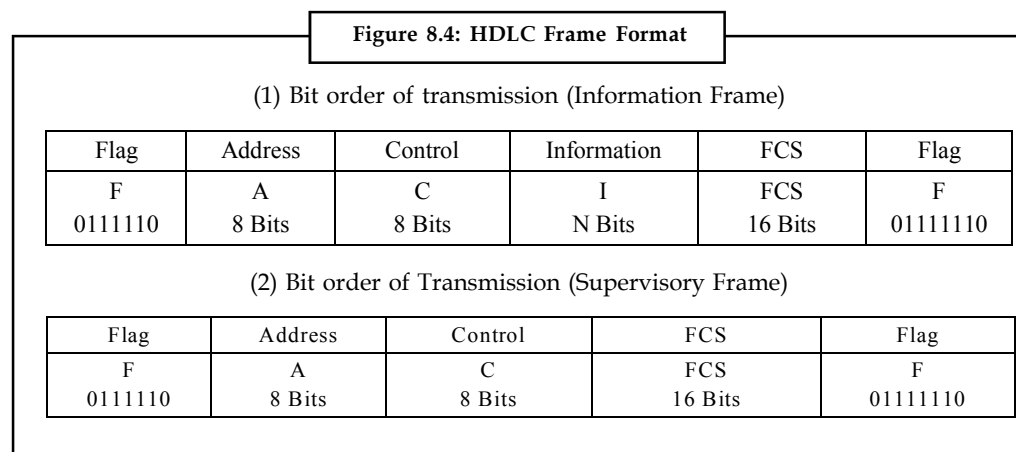 Figure 8.4: HDLC Frame Format
(1) Bit order of transmission (Information Frame)
Flag Address Control Information FCS Flag
F A C I FCS F
0111110 8 Bits 8 Bits N Bits 16 Bits 01111110
(2) Bit order of Transmission (Supervisory Frame)
Flag Address Control FCS Flag
F A C FCS F
0111110 8 Bits 8 Bits 16 Bits 01111110